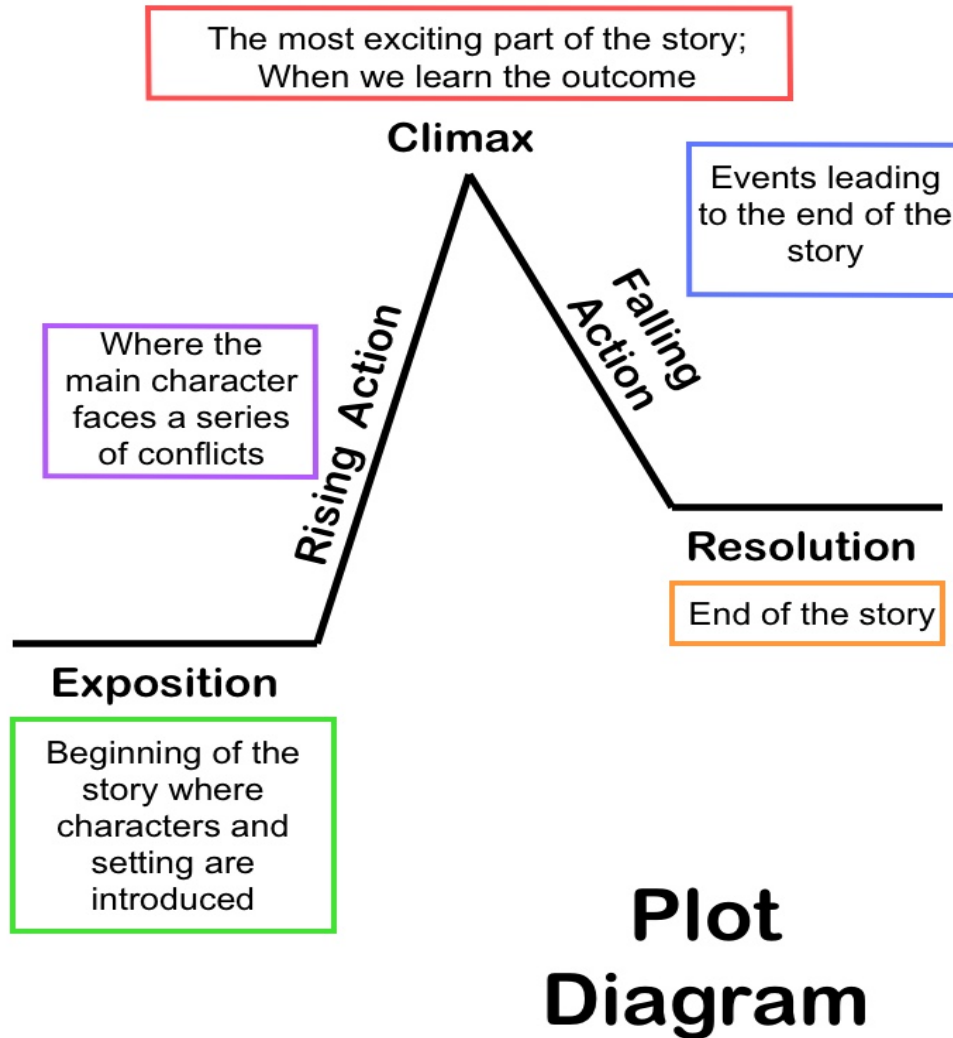 The most exciting part of the story;
When we learn the outcome
Climax
Events leading
to the end of the
story
Falling
Action
Where the
main character
faces a series
of conflicts
Rising Action
Resolution
End of the story
Exposition
Beginning of the
story where
characters and
setting are
introduced
Plot
Diagram